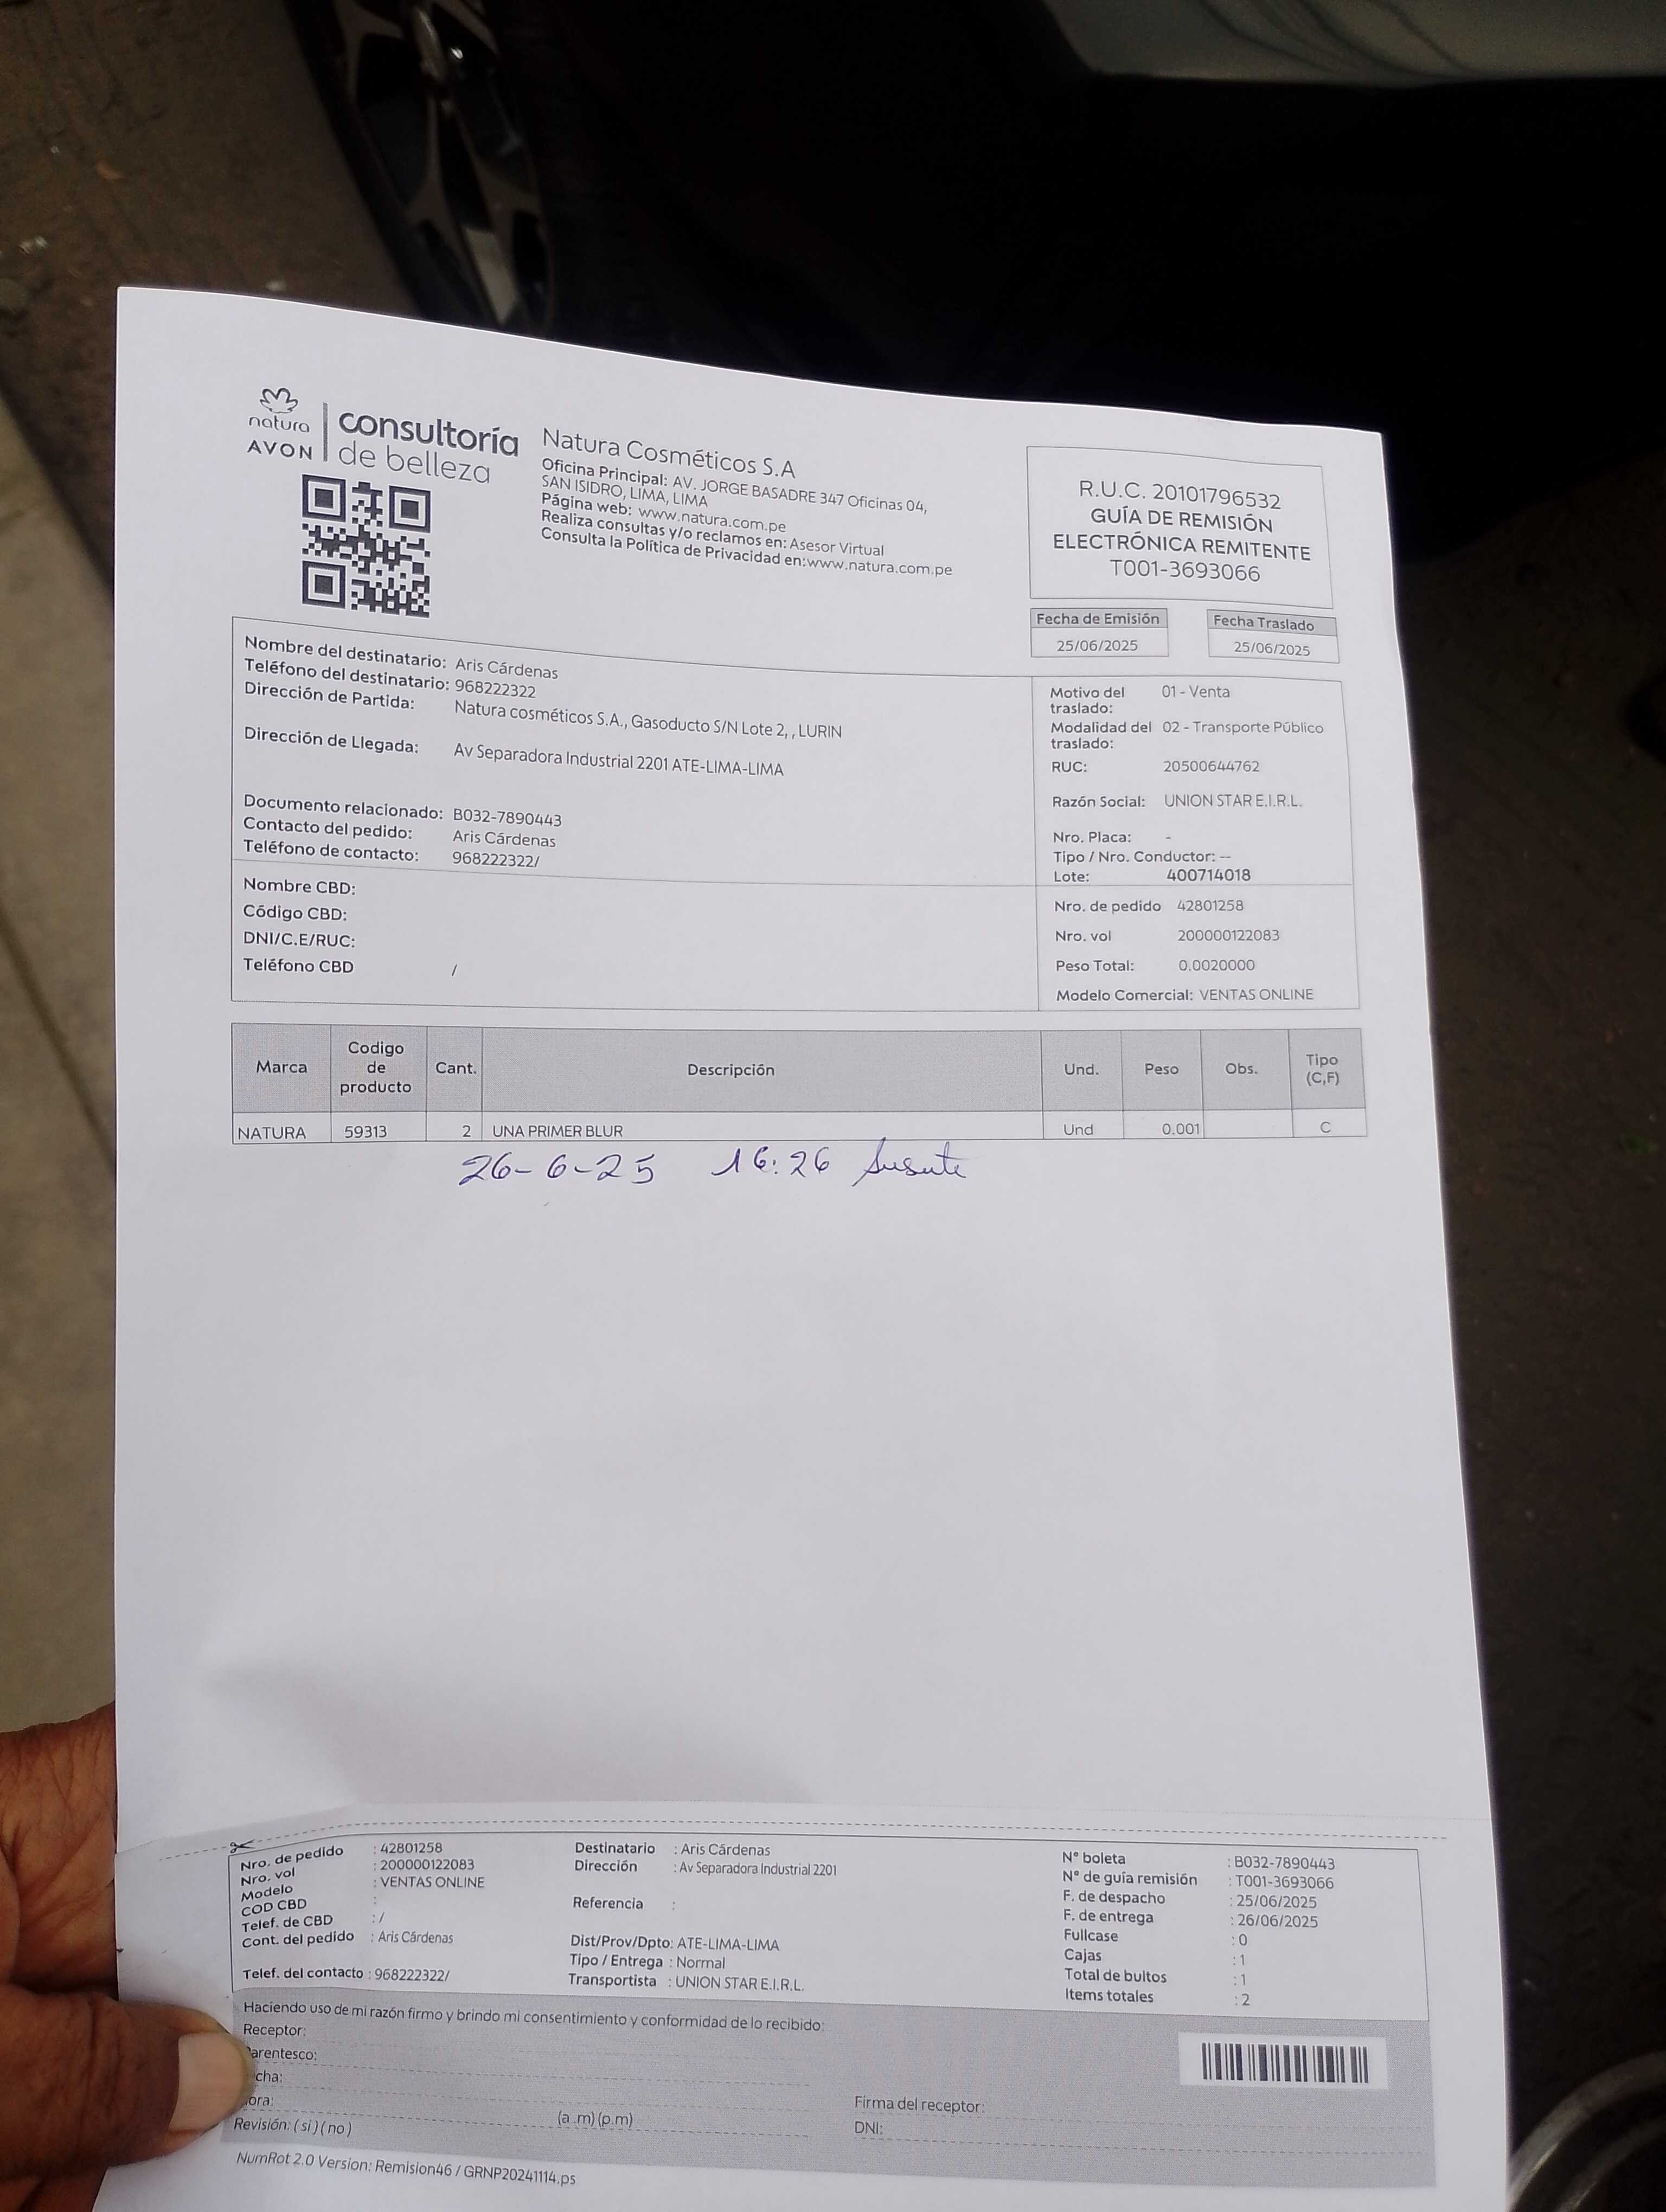 natura
AVON
consultoría
de belleza
Natura Cosméticos S.A
Oficina Principal: AV. JORGE BASADRE 347 Oficinas 04,
SAN ISIDRO, LIMA, LIMA
Página web: www.natura.com.pe
Realiza consultas y/o reclamos en: Asesor Virtual
Consulta la Política de Privacidad en:www.natura.com.pe
R.U.C. 20101796532
GUÍA DE REMISIÓN
ELECTRÓNICA REMITENTE
T001-3693066
Fecha de Emisión
25/06/2025
Fecha Traslado
25/06/2025
Nombre del destinatario: Aris Cárdenas
Teléfono del destinatario: 968222322
Dirección de Partida: Natura cosméticos S.A., Gasoducto S/N Lote 2, , LURIN
Dirección de Llegada: Av Separadora Industrial 2201 ATE-LIMA-LIMA
Documento relacionado: B032-7890443
Contacto del pedido: Aris Cárdenas
Teléfono de contacto: 968222322/
Nombre CBD:
Código CBD:
DNI/C.E/RUC:
Teléfono CBD /
Motivo del 01 - Venta
traslado:
Modalidad del 02 - Transporte Público
traslado:
RUC: 20500644762
Razón Social: UNION STAR E.I.R.L.
Nro. Placa: -
Tipo / Nro. Conductor: --
Lote: 400714018
Nro. de pedido 42801258
Nro. vol 200000122083
Peso Total: 0.0020000
Modelo Comercial: VENTAS ONLINE
Marca
Codigo
de
producto
Cant.
Descripción
Und.
Peso
Obs.
Tipo
(C,F)
NATURA 59313 2 UNA PRIMER BLUR Und 0.001 C
26-6-25 16:26
Nro. de pedido : 42801258
Nro. vol : 200000122083
Modelo : VENTAS ONLINE
COD CBD :
Telef. de CBD : /
Cont. del pedido : Aris Cárdenas
Telef. del contacto : 968222322/
Destinatario : Aris Cárdenas
Dirección : Av Separadora Industrial 2201
Referencia :
Dist/Prov/Dpto: ATE-LIMA-LIMA
Tipo / Entrega : Normal
Transportista : UNION STAR E.I.R.L.
N° boleta : B032-7890443
N° de guía remisión : T001-3693066
F. de despacho : 25/06/2025
F. de entrega : 26/06/2025
Fullcase : 0
Cajas : 1
Total de bultos : 1
Items totales : 2
Haciendo uso de mi razón firmo y brindo mi consentimiento y conformidad de lo recibido:
Receptor:
arentesco:
cha:
ora: (a .m) (p.m)
Revisión: ( si ) ( no )
Firma del receptor:
DNI:
NumRot 2.0 Version: Remision46 / GRNP20241114.ps